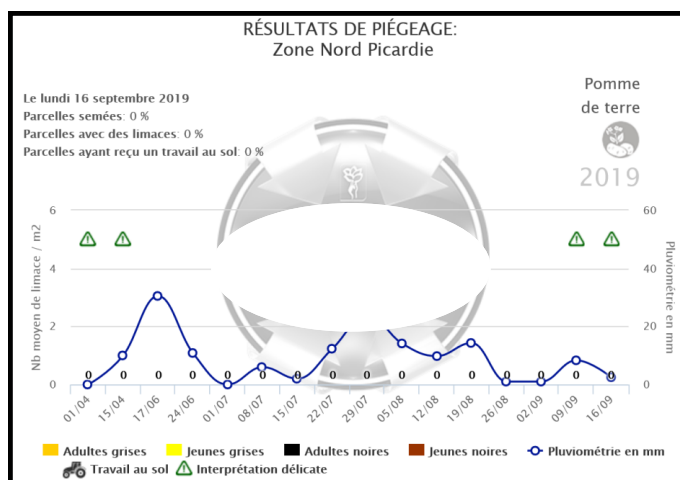 RÉSULTATS DE PIÉGEAGE:
Zone Nord Picardie
Le lundi 16 septembre 2019
Parcelles semées: 0 %
Parcelles avec des limaces: 0 %
Parcelles ayant reçu un travail au sol: 0 %
Pomme
de terre
2019
Nb moyen de limace / m2
6
4
2
0
Pluviométrie en mm
60
40
20
0
0 0 0 0 0 0 0 0 0 0 0 0 0 0 0 0
01/04 15/04 17/06 24/06 01/07 08/07 15/07 22/07 29/07 05/08 12/08 19/08 26/08 02/09 09/09 16/09
Adultes grises Jeunes grises Adultes noires Jeunes noires Pluviométrie en mm
Travail au sol Interprétation délicate